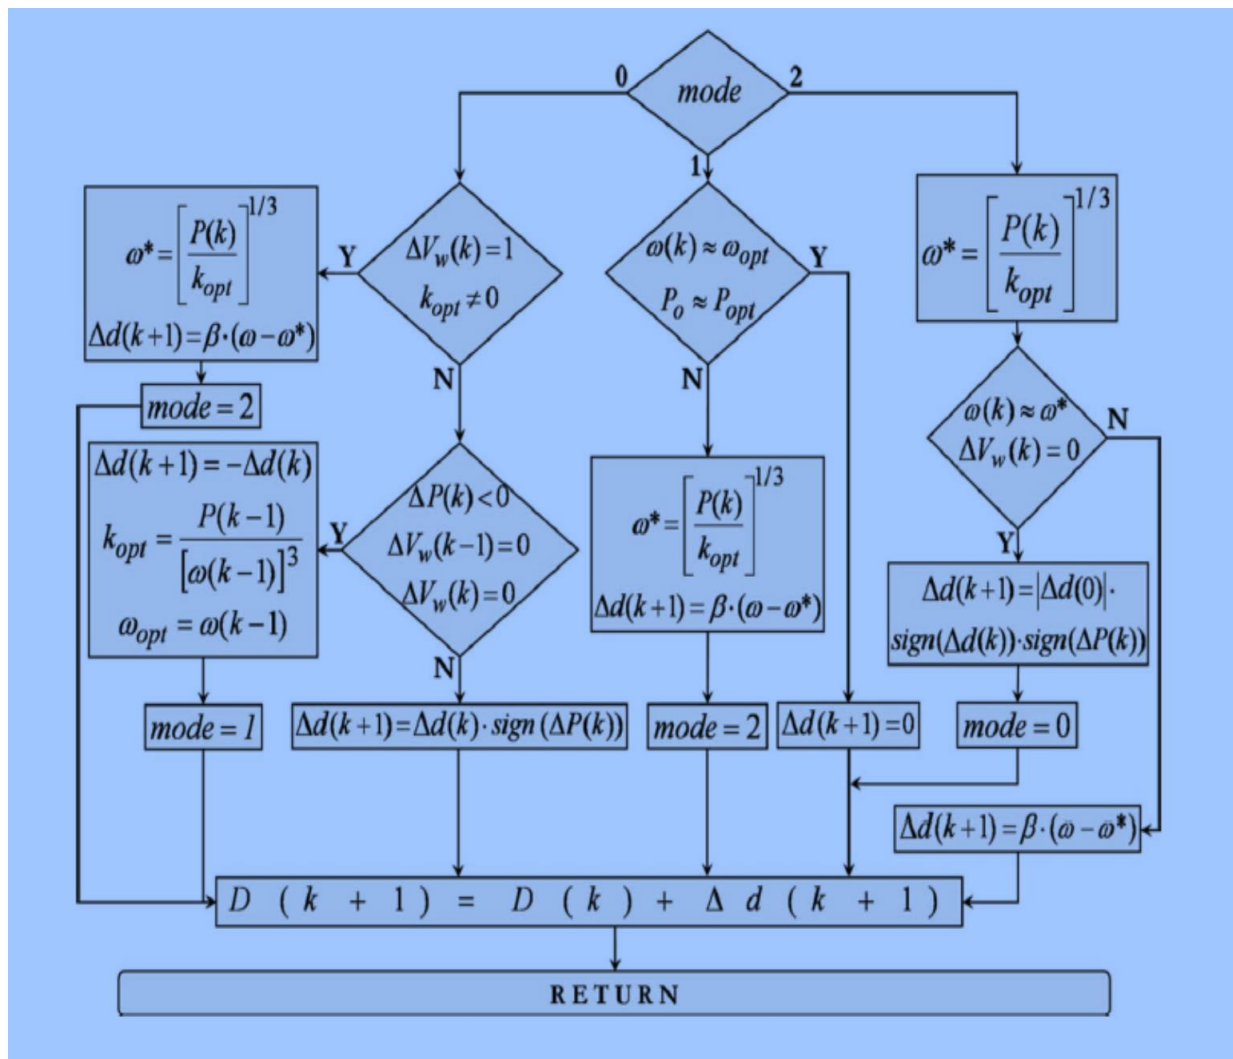 mode
0
2
1
ω* = [P(k)/k_opt]^{1/3}
Δd(k+1)=β·(ω−ω*)
mode = 2
Y
ΔV_w(k)=1
k_opt ≠ 0
N
ω(k) ≈ ω_opt
P_o ≈ P_opt
Y
N
ω* = [P(k)/k_opt]^{1/3}
ω(k) ≈ ω*
ΔV_w(k) = 0
N
Y
Δd(k+1) = −Δd(k)
k_opt = P(k−1)/[ω(k−1)]^3
ω_opt = ω(k−1)
mode = 1
Y
ΔP(k) < 0
ΔV_w(k−1) = 0
ΔV_w(k) = 0
N
Δd(k+1)=Δd(k)·sign(ΔP(k))
ω* = [P(k)/k_opt]^{1/3}
Δd(k+1) = β·(ω−ω*)
mode = 2
Δd(k+1)=0
Δd(k+1)=|Δd(0)|·
sign(Δd(k))·sign(ΔP(k))
mode = 0
Δd(k+1)=β·(ω−ω*)
D (k + 1) = D (k) + Δ d (k + 1)
RETURN